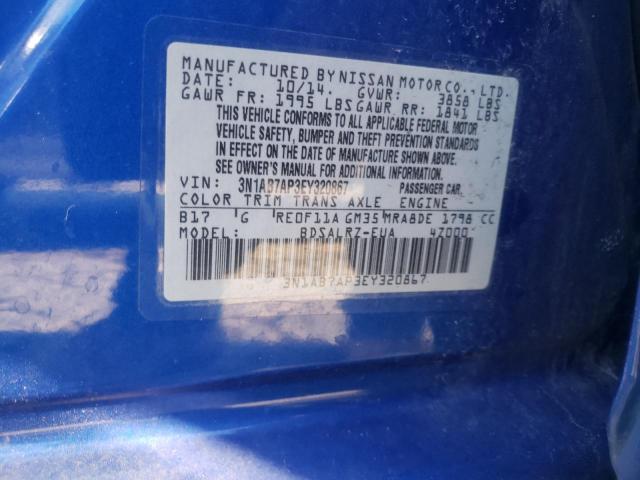 MANUFACTURED BY NISSAN MOTOR CO., LTD.
DATE: 10/14. GVWR: 3858 LBS
GAWR FR: 1995 LBS GAWR RR: 1841 LBS
THIS VEHICLE CONFORMS TO ALL APPLICABLE FEDERAL MOTOR
VEHICLE SAFETY, BUMPER AND THEFT PREVENTION STANDARDS
IN EFFECT ON THE DATE OF MANUFACTURE SHOWN ABOVE.
SEE OWNER'S MANUAL FOR ADDITIONAL INFORMATION.
VIN: 3N1AB7AP3EY320867 PASSENGER CAR.
COLOR TRIM TRANS AXLE ENGINE
B17 G RE0F11A GM35 MRA8DE 1798 CC
MODEL: BDSALRZ-EUA 4Z000
3N1AB7AP3EY320867